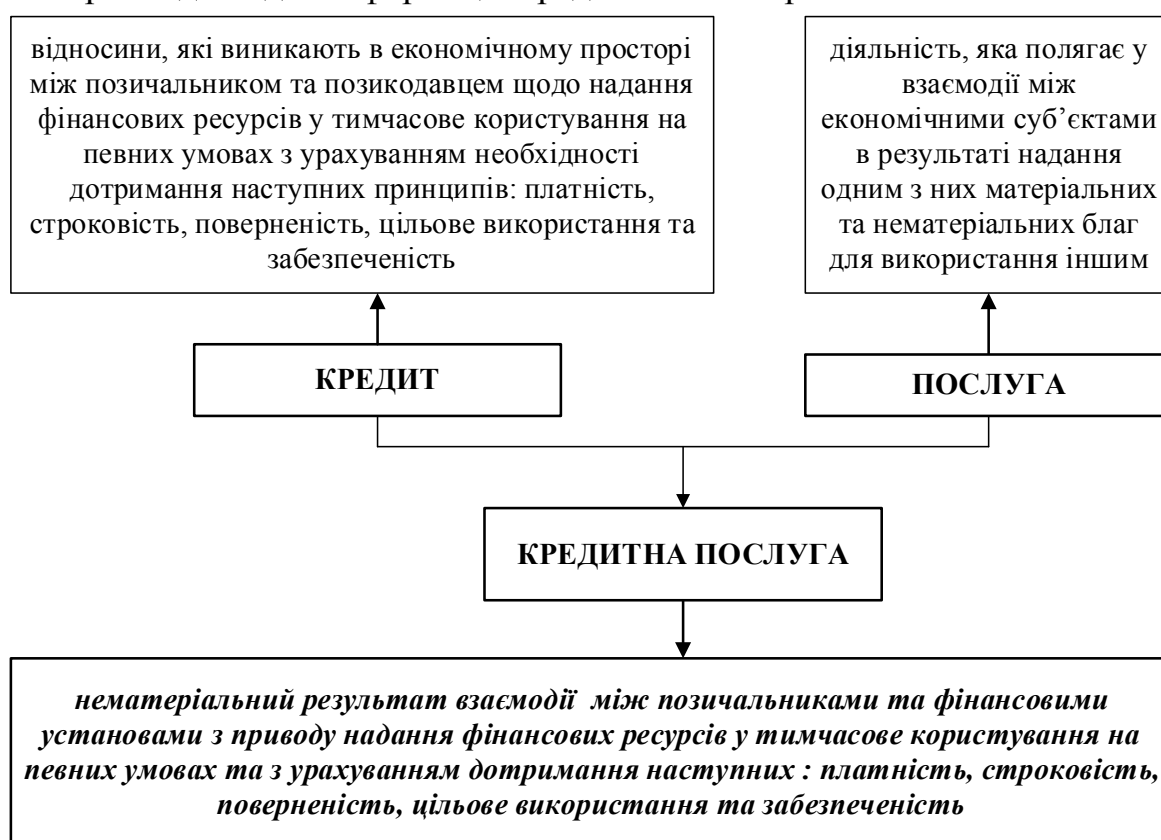 відносини, які виникають в економічному просторі
між позичальником та позикодавцем щодо надання
фінансових ресурсів у тимчасове користування на
певних умовах з урахуванням необхідності
дотримання наступних принципів: платність,
строковість, поверненість, цільове використання та
забезпеченість
діяльність, яка полягає у
взаємодії між
економічними суб’єктами
в результаті надання
одним з них матеріальних
та нематеріальних благ
для використання іншим
КРЕДИТ
ПОСЛУГА
КРЕДИТНА ПОСЛУГА
нематеріальний результат взаємодії між позичальниками та фінансовими
установами з приводу надання фінансових ресурсів у тимчасове користування на
певних умовах та з урахуванням дотримання наступних : платність, строковість,
поверненість, цільове використання та забезпеченість